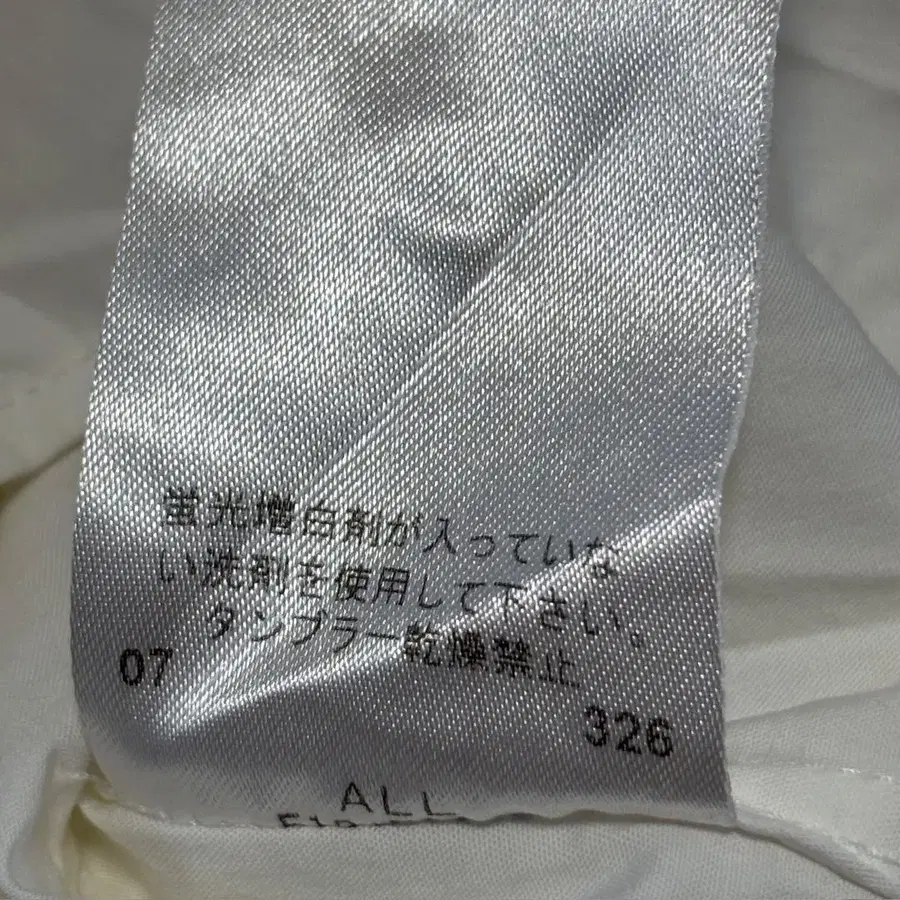 蛍光増白剤が入っていな
い洗剤を使用して下さい。
タンブラー乾燥禁止
07
326
ALL